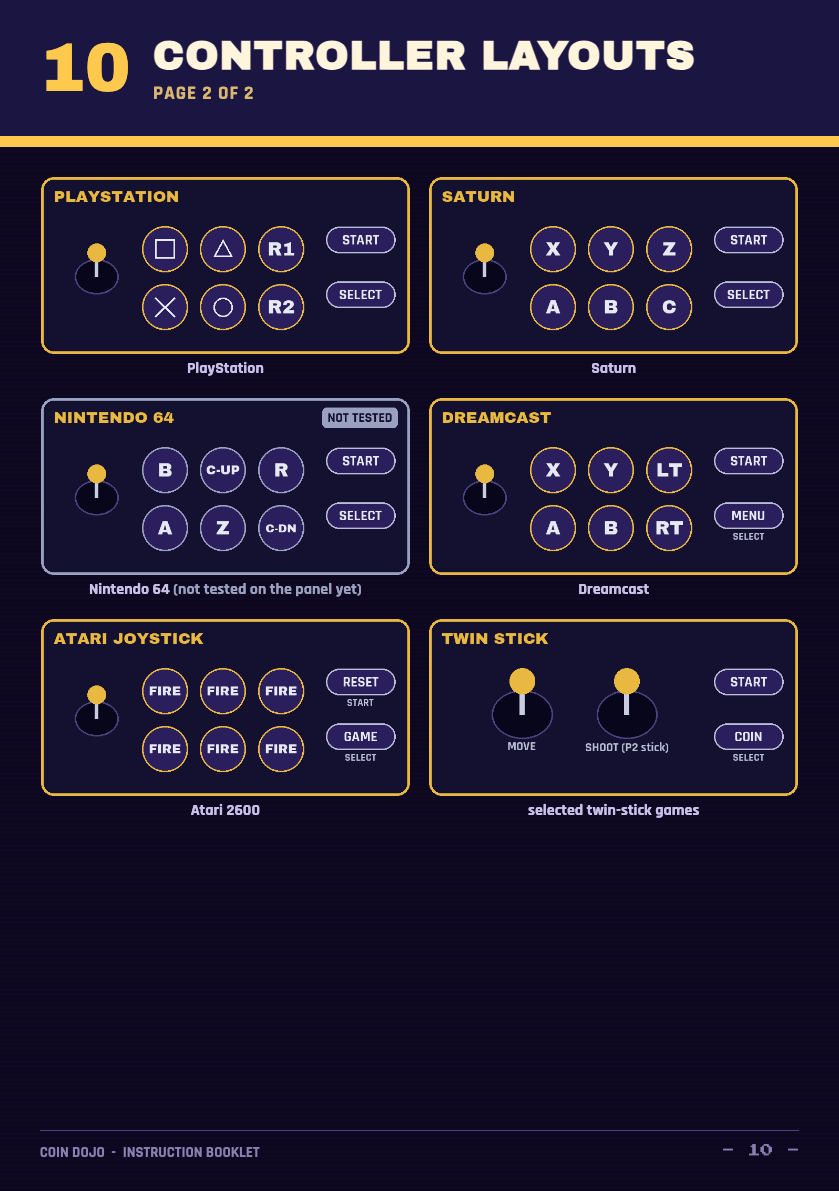 10
CONTROLLER LAYOUTS
PAGE 2 OF 2
PLAYSTATION
R1
START
R2
SELECT
PlayStation
SATURN
X Y Z
START
A B C
SELECT
Saturn
NINTENDO 64
NOT TESTED
B C-UP R
START
A Z C-DN
SELECT
Nintendo 64 (not tested on the panel yet)
DREAMCAST
X Y LT
START
A B RT
MENU
SELECT
Dreamcast
ATARI JOYSTICK
FIRE FIRE FIRE
RESET
START
FIRE FIRE FIRE
GAME
SELECT
Atari 2600
TWIN STICK
START
MOVE
SHOOT (P2 stick)
COIN
SELECT
selected twin-stick games
COIN DOJO - INSTRUCTION BOOKLET
– 10 –